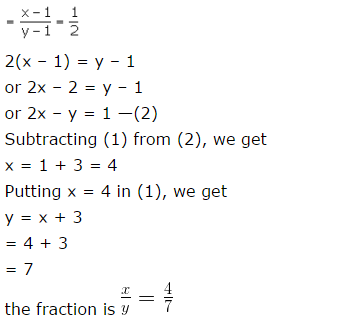 = x - 1 / y - 1 = 1 / 2
2(x - 1) = y - 1
or 2x - 2 = y - 1
or 2x - y = 1 —(2)
Subtracting (1) from (2), we get
x = 1 + 3 = 4
Putting x = 4 in (1), we get
y = x + 3
= 4 + 3
= 7
the fraction is x / y = 4 / 7